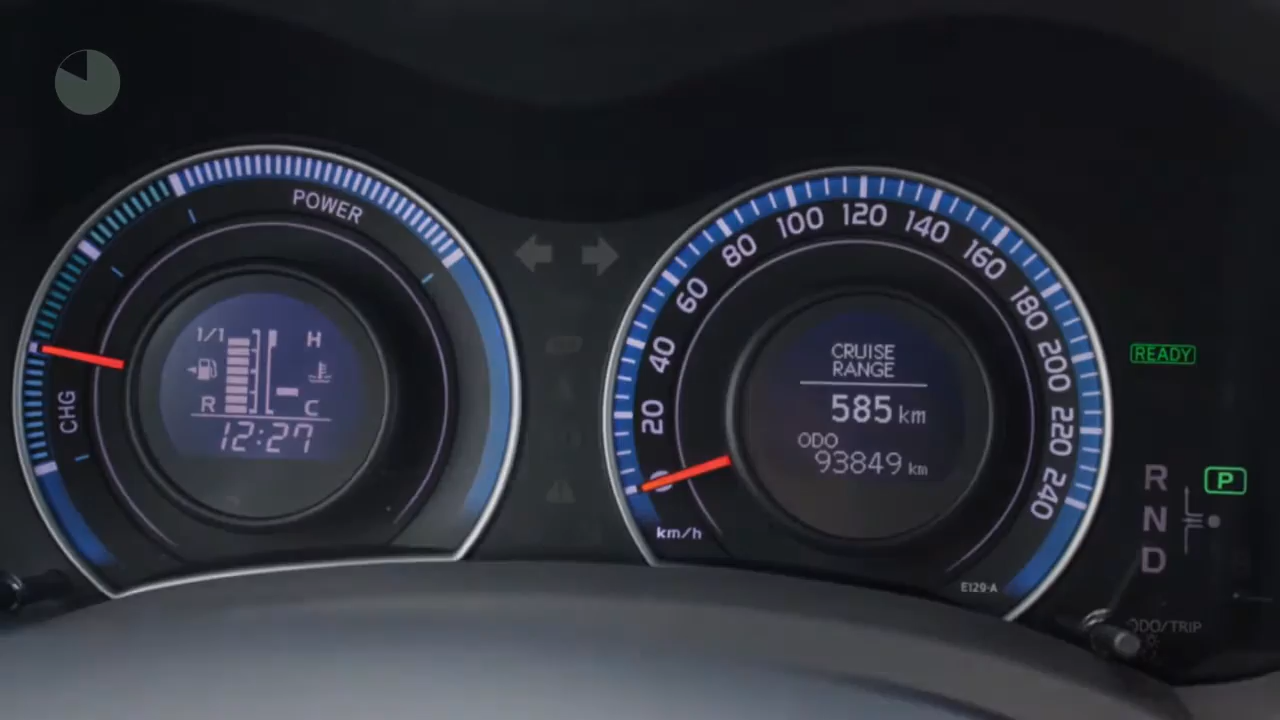 POWER
CHG
1/1
H
R
C
12:27
0
20
40
60
80
100
120
140
160
180
200
220
240
km/h
CRUISE
RANGE
585 km
ODO
93849 km
E129-A
READY
P
R
N
D
ODO/TRIP